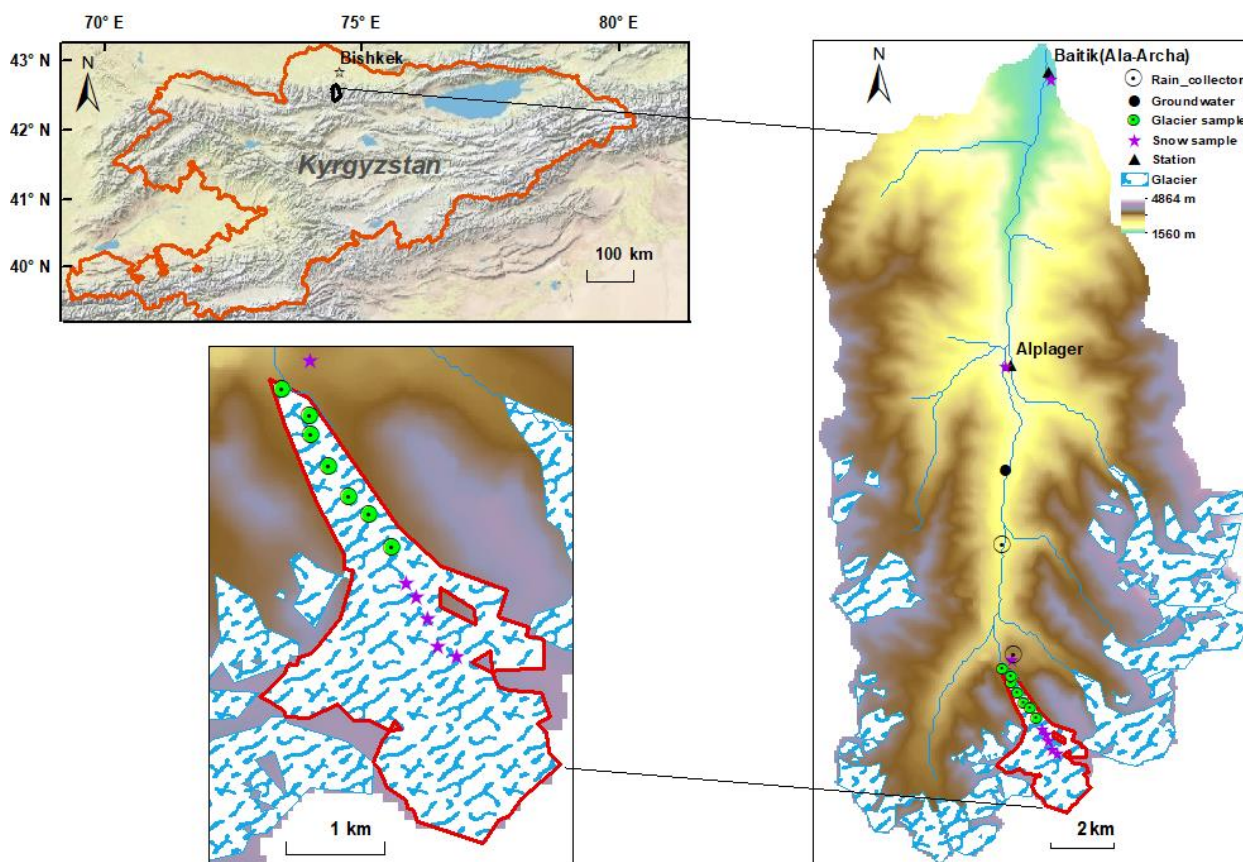 70° E
75° E
80° E
43° N
42° N
41° N
40° N
N
Bishkek
Kyrgyzstan
100 km
N
Baitik(Ala-Archa)
Rain_collector
Groundwater
Glacier sample
Snow sample
Station
Glacier
4864 m
1560 m
Alplager
2 km
1 km